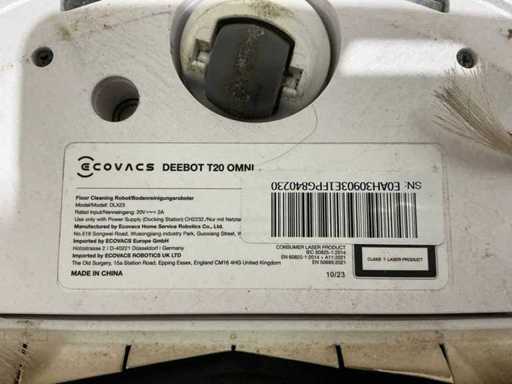 ECOVACS DEEBOT T20 OMNI
Floor Cleaning Robot/Bodenreinigungsroboter
Model/Modell: DLX23
Rated Input/Nenneingang: 20V 2A
Use only with Power Supply (Docking Station) CH2232./Nur mit Netzte
Manufactured by Ecovacs Home Service Robotics Co., Ltd.
No.518 Songwei Road, Wusongjiang Industry Park, Guoxiang Street, W
Imported by ECOVACS Europe GmbH
Holzstrasse 2 / D-40221 Düsseldorf / Germany
Imported by ECOVACS ROBOTICS UK LTD
The Old Surgery, 15a Station Road, Epping Essex, England CM16 4HG United Kingdom
MADE IN CHINA
SN: E0AH30903E1FPG840230
CONSUMER LASER PRODUCT
IEC 60825-1:2014
EN 60825-1:2014 + A11:2021
EN 50689:2021
10/23
CLASS 1 LASER PRODUCT